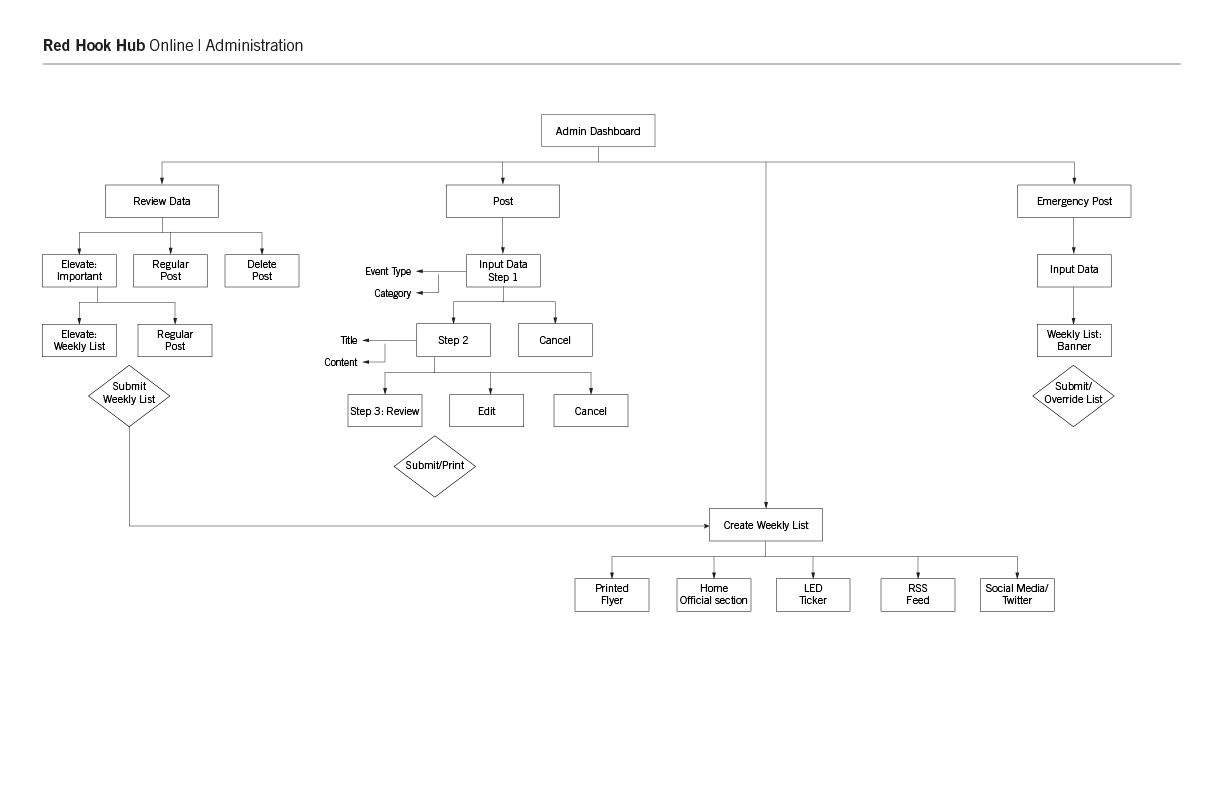 Red Hook Hub Online | Administration
Admin Dashboard
Review Data
Post
Emergency Post
Elevate:
Important
Regular
Post
Delete
Post
Event Type
Category
Input Data
Step 1
Input Data
Elevate:
Weekly List
Regular
Post
Title
Content
Step 2
Cancel
Weekly List:
Banner
Submit
Weekly List
Step 3: Review
Edit
Cancel
Submit/
Override List
Submit/Print
Create Weekly List
Printed
Flyer
Home
Official section
LED
Ticker
RSS
Feed
Social Media/
Twitter